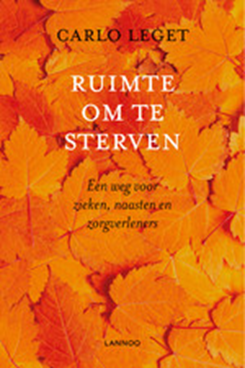 CARLO LEGET
RUIMTE
OM TE
STERVEN
Een weg voor
zieken, naasten en
zorgverleners
LANNOO